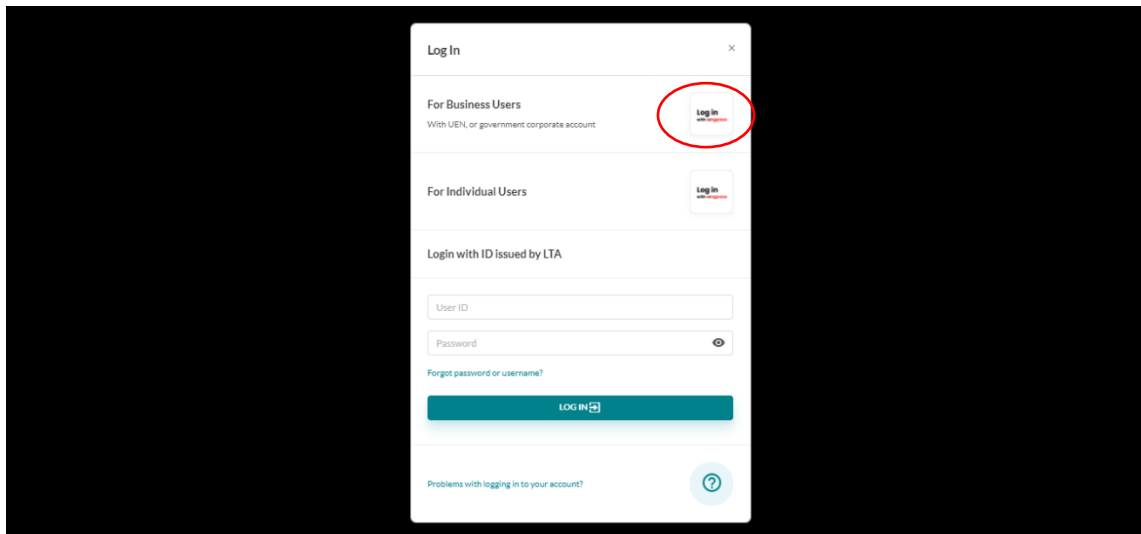 Log In
×
For Business Users
With UEN, or government corporate account
Log in
with singpass
For Individual Users
Log in
with singpass
Login with ID issued by LTA
User ID
Password
Forgot password or username?
LOG IN
Problems with logging in to your account?
?